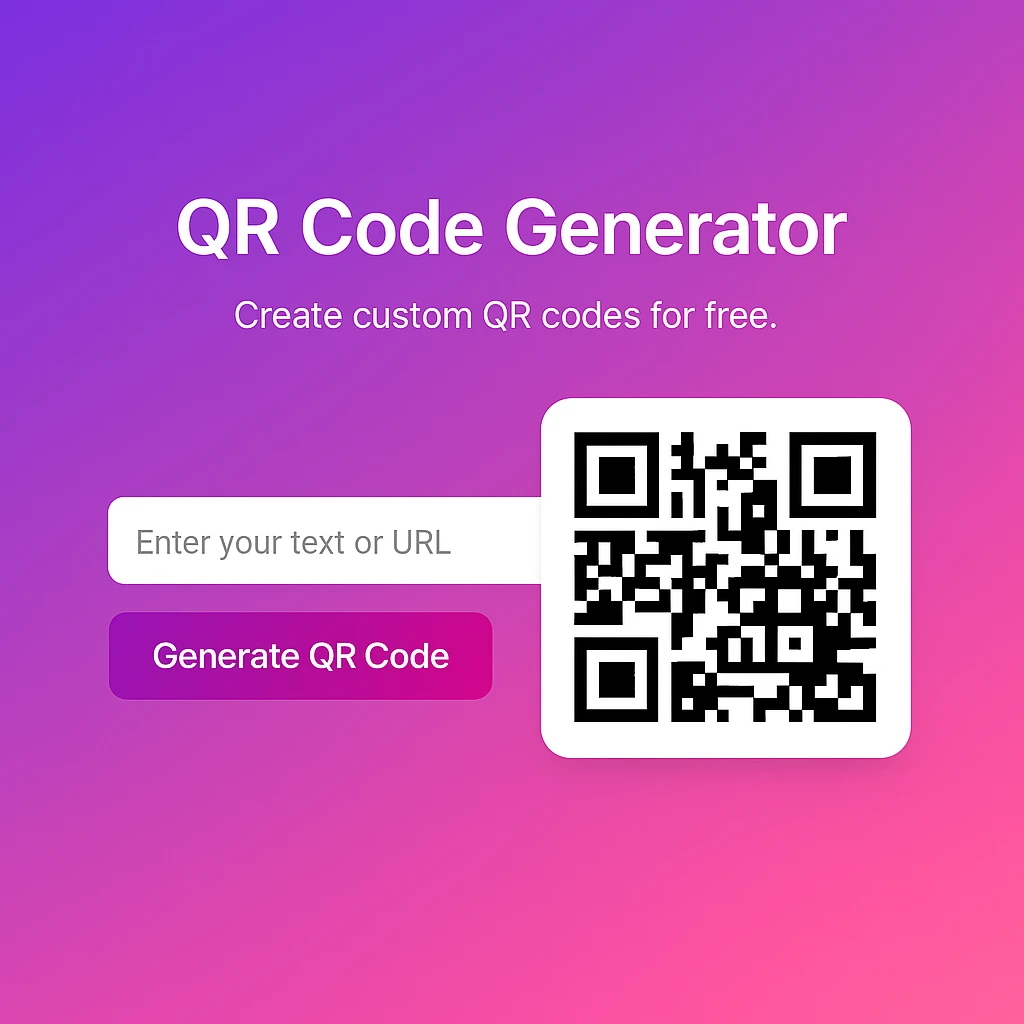 QR Code Generator
Create custom QR codes for free.
Enter your text or URL
Generate QR Code